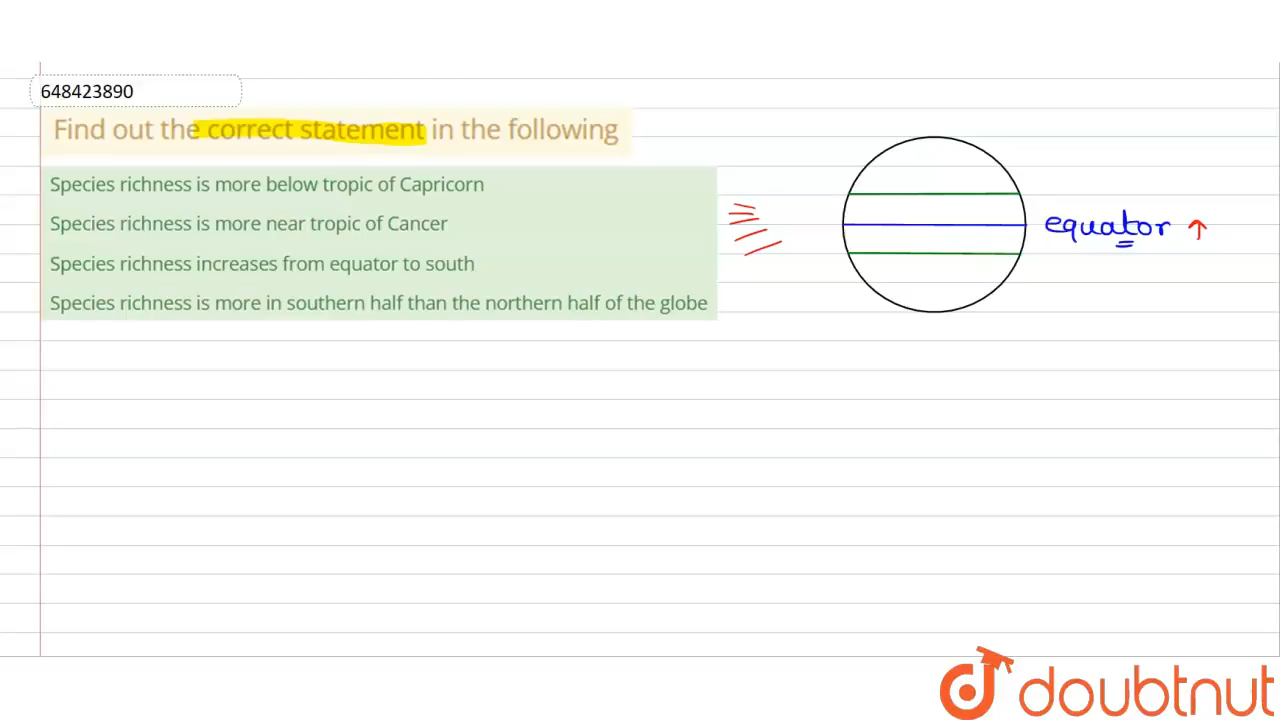 648423890
Find out the correct statement in the following
Species richness is more below tropic of Capricorn
Species richness is more near tropic of Cancer
Species richness increases from equator to south
Species richness is more in southern half than the northern half of the globe
equator ↑
doubtnut